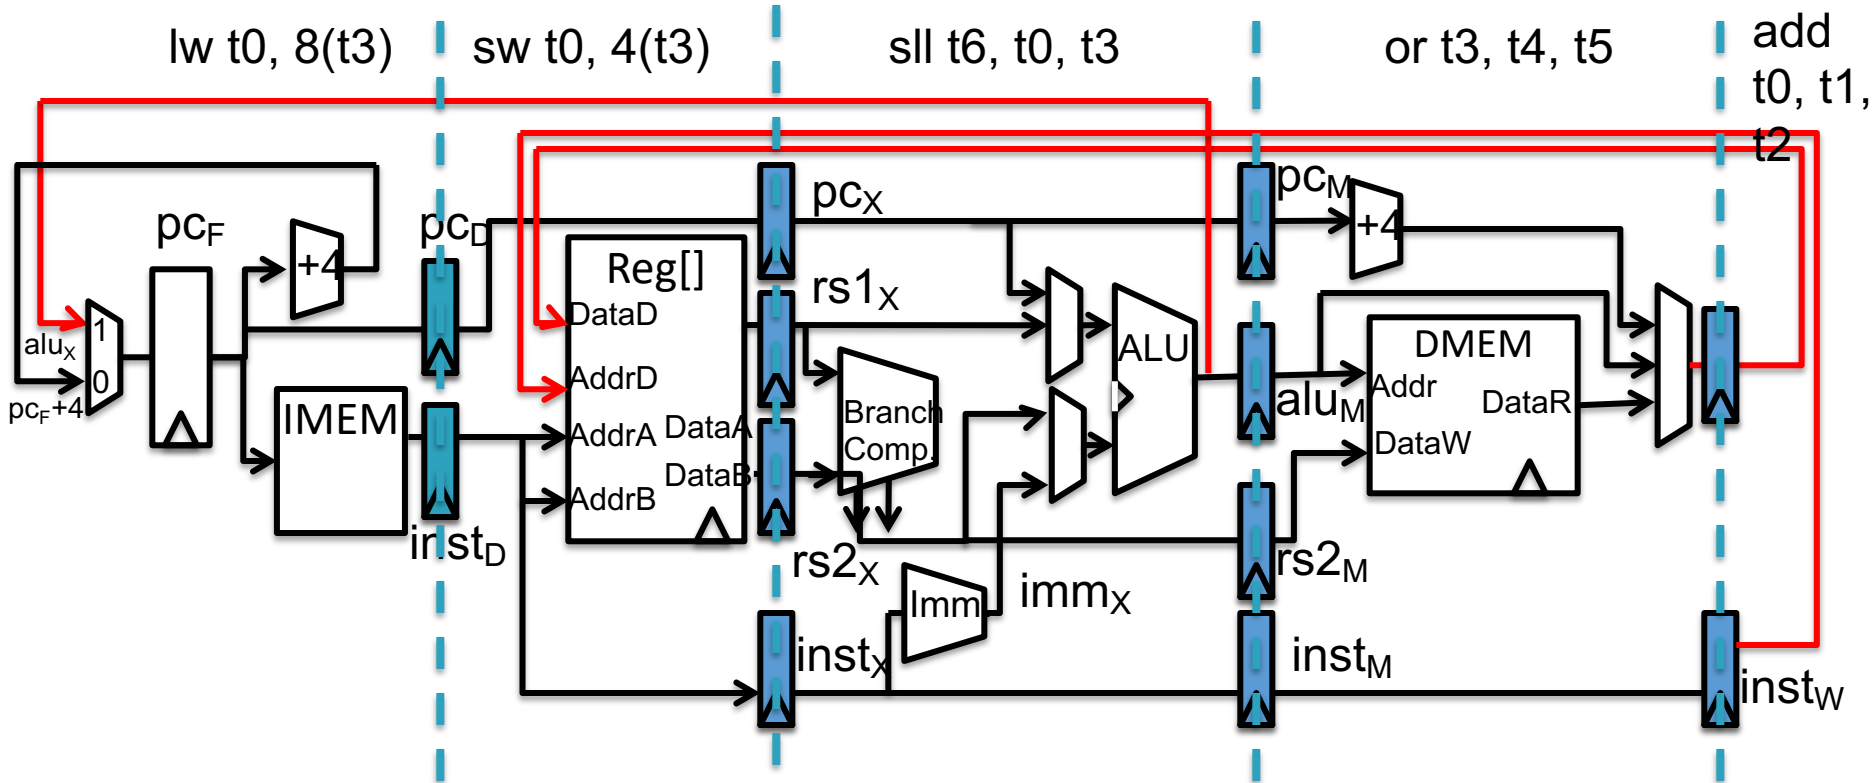 lw t0, 8(t3)
sw t0, 4(t3)
sll t6, t0, t3
or t3, t4, t5
add
t0, t1,
t2
pcF
pcD
pcX
pcM
+4
+4
Reg[]
rs1X
DataD
1
aluX
0
pcF+4
ALU
DMEM
AddrD
Addr
aluM
DataR
IMEM
AddrA
DataA
Branch
Comp.
DataW
DataB
AddrB
instD
rs2X
Imm
immX
rs2M
instX
instM
instW